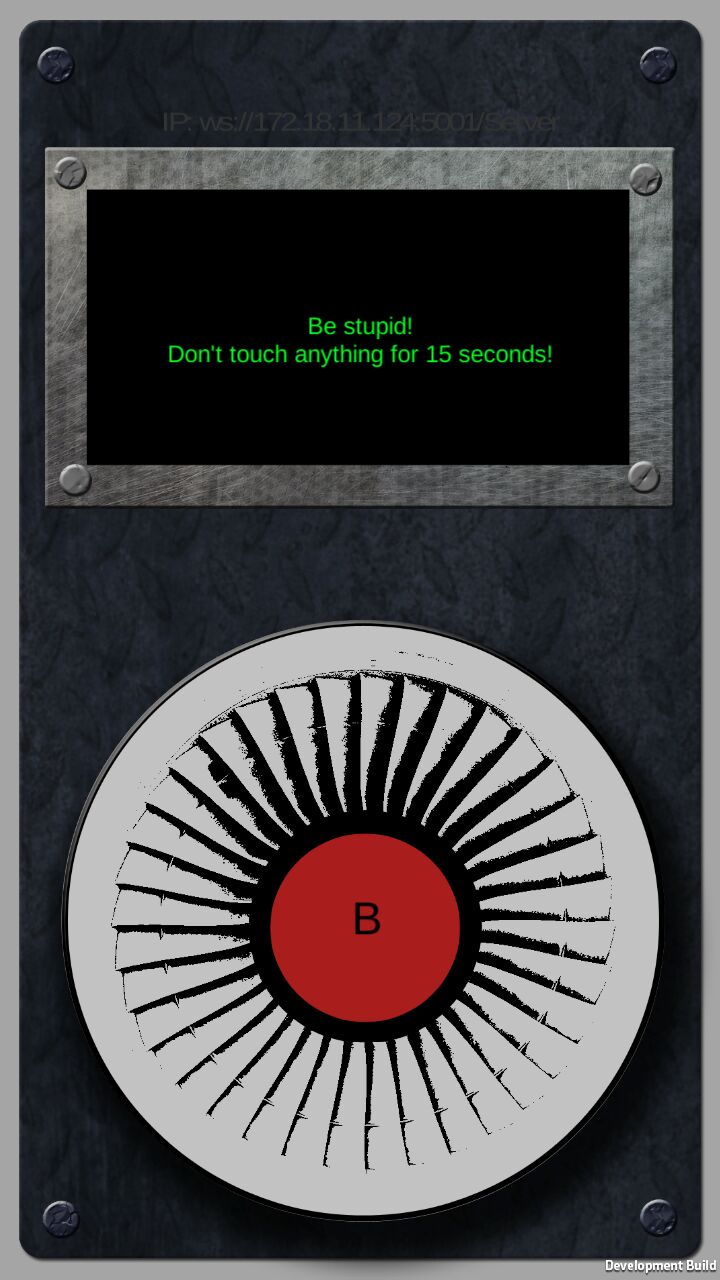 IP: ws://172.18.11.124:5001/Server
Be stupid!
Don't touch anything for 15 seconds!
B
Development Build